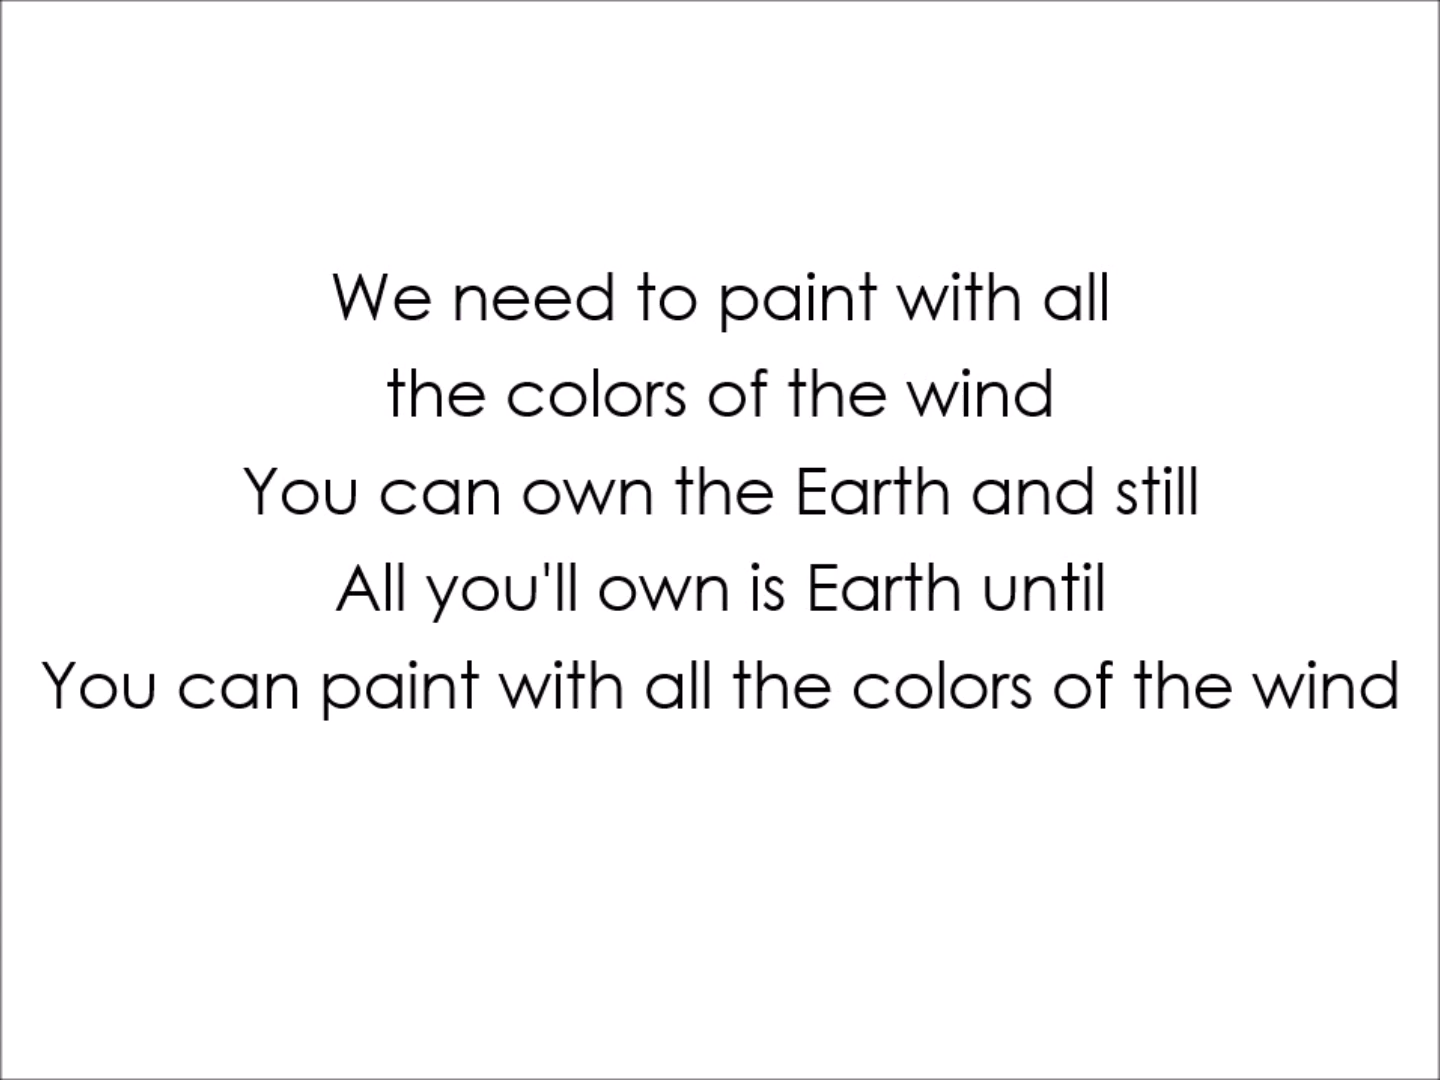 We need to paint with all
the colors of the wind
You can own the Earth and still
All you'll own is Earth until
You can paint with all the colors of the wind